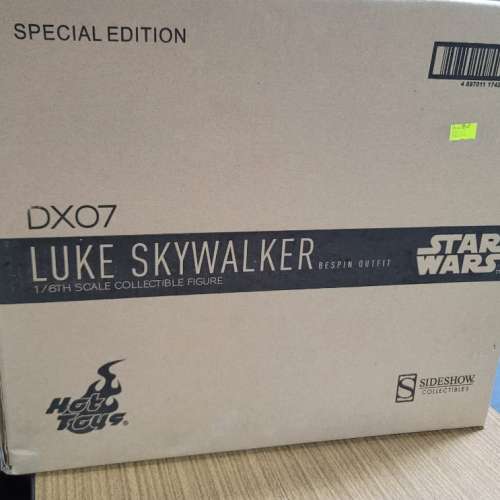 SPECIAL EDITION
DX07
LUKE SKYWALKER BESPIN OUTFIT
1/6TH SCALE COLLECTIBLE FIGURE
STAR
WARS
Hot
Toys
S SIDESHOW
COLLECTIBLES